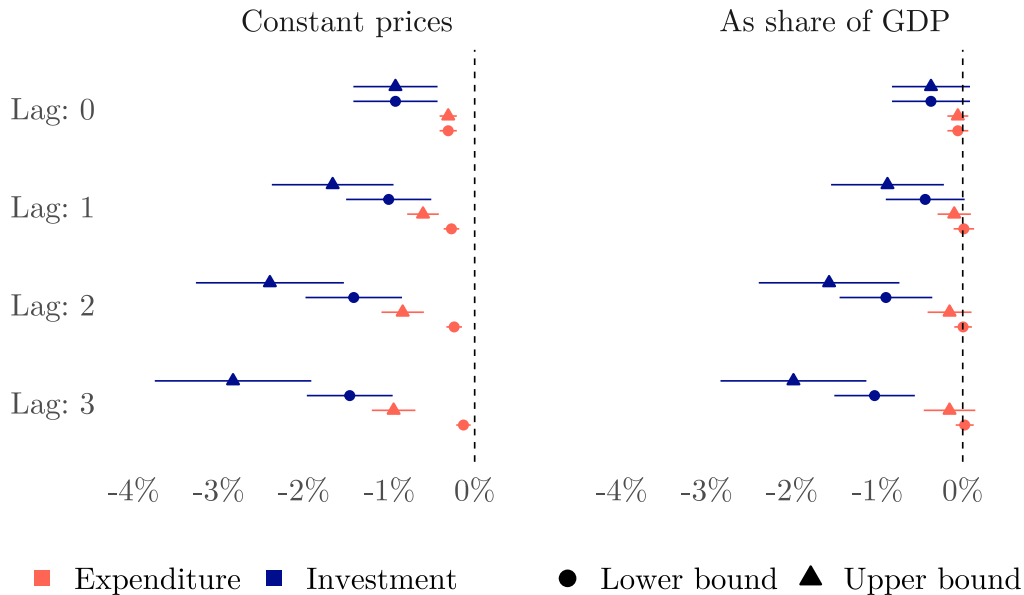 Constant prices As share of GDP
Lag: 0
Lag: 1
Lag: 2
Lag: 3
-4% -3% -2% -1% 0% -4% -3% -2% -1% 0%
Expenditure Investment Lower bound Upper bound